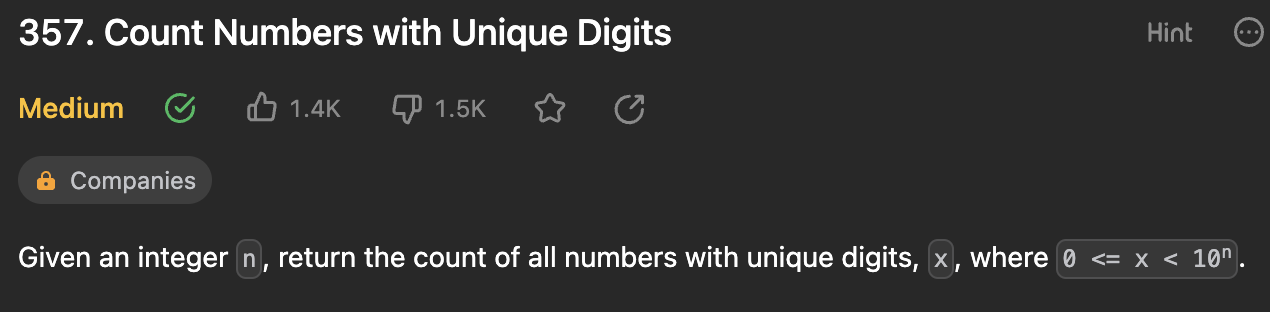 357. Count Numbers with Unique Digits
Hint
Medium 1.4K 1.5K
Companies
Given an integer n, return the count of all numbers with unique digits, x, where 0 <= x < 10ⁿ.